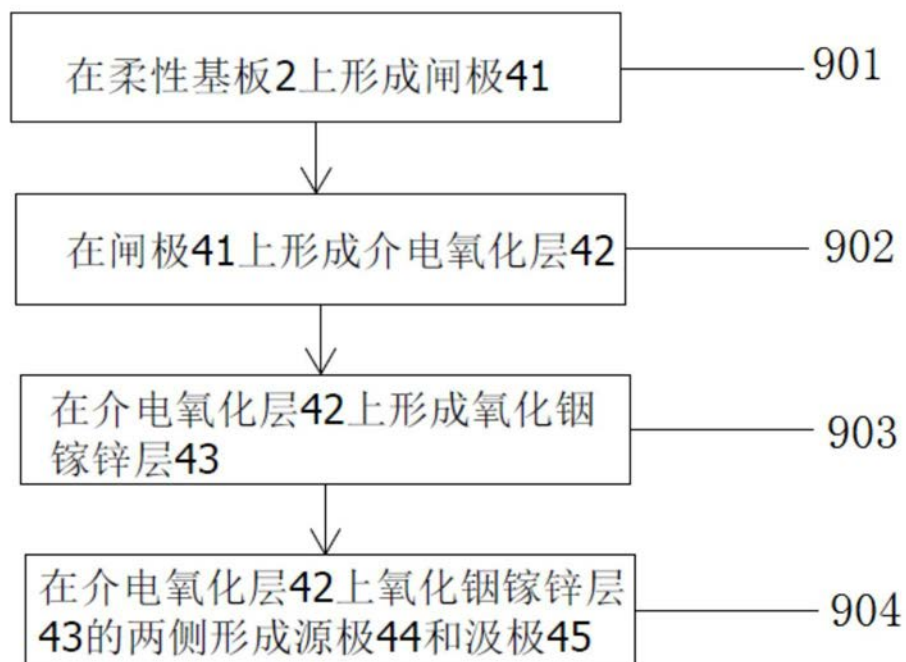 在柔性基板2上形成闸极41
901
在闸极41上形成介电氧化层42
902
在介电氧化层42上形成氧化铟
镓锌层43
903
在介电氧化层42上氧化铟镓锌层
43的两侧形成源极44和汲极45
904